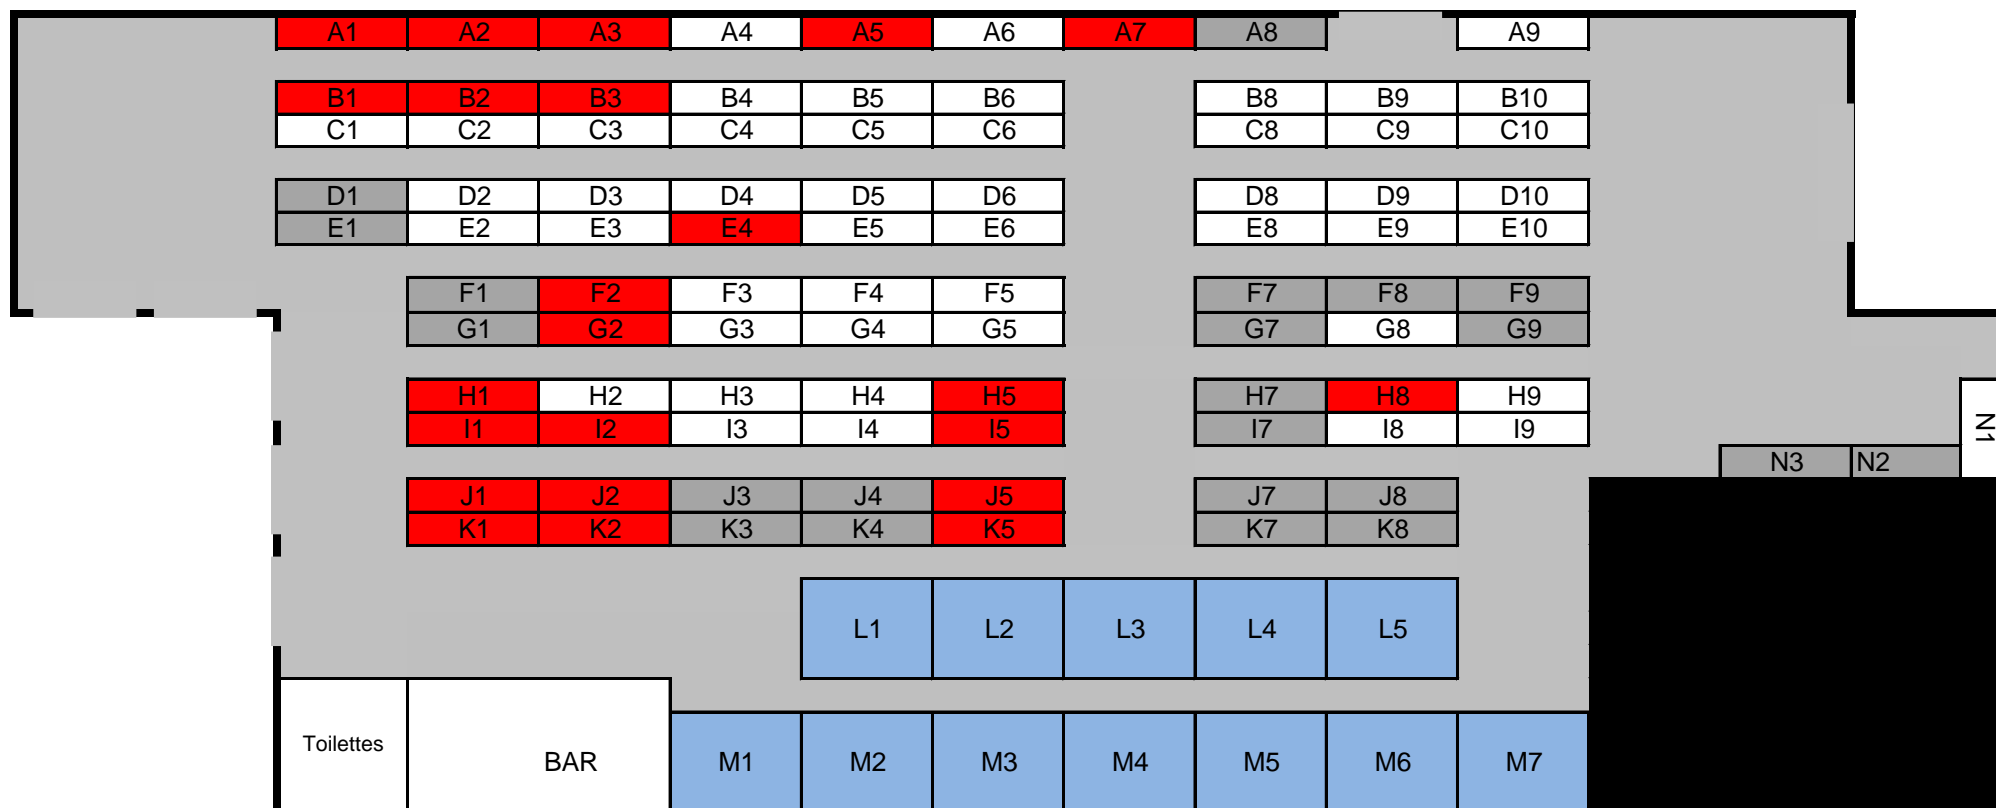 A1 A2 A3 A4 A5 A6 A7 A8 A9
B1 B2 B3 B4 B5 B6 B8 B9 B10
C1 C2 C3 C4 C5 C6 C8 C9 C10
D1 D2 D3 D4 D5 D6 D8 D9 D10
E1 E2 E3 E4 E5 E6 E8 E9 E10
F1 F2 F3 F4 F5 F7 F8 F9
G1 G2 G3 G4 G5 G7 G8 G9
H1 H2 H3 H4 H5 H7 H8 H9
I1 I2 I3 I4 I5 I7 I8 I9
N1
N3 N2
J1 J2 J3 J4 J5 J7 J8
K1 K2 K3 K4 K5 K7 K8
L1 L2 L3 L4 L5
Toilettes
BAR M1 M2 M3 M4 M5 M6 M7